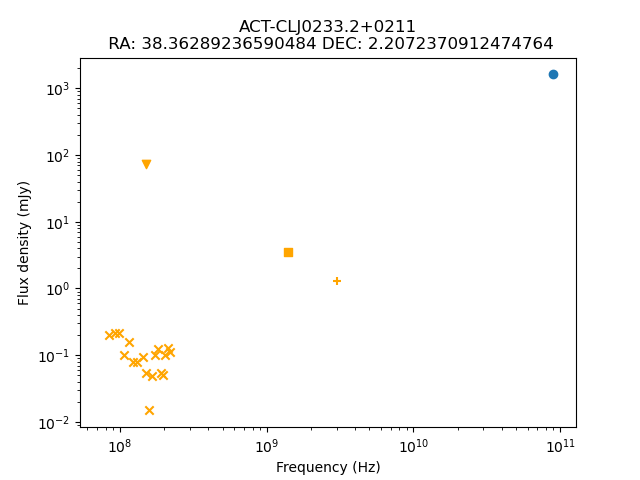 ACT-CLJ0233.2+0211
RA: 38.36289236590484 DEC: 2.2072370912474764
Flux density (mJy)
10³
10²
10¹
10⁰
10⁻¹
10⁻²
10⁸ 10⁹ 10¹⁰ 10¹¹
Frequency (Hz)